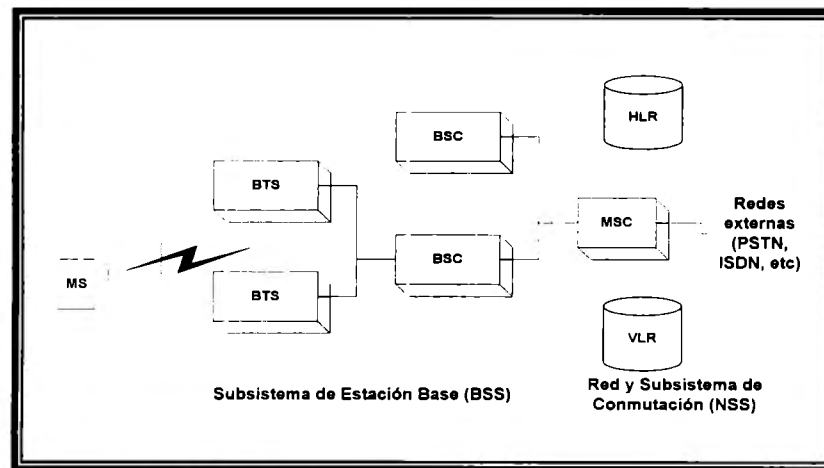 HLR
BSC
BTS
Redes
externas
(PSTN,
ISDN, etc)
MSC
BSC
MS
BTS
VLR
Subsistema de Estación Base (BSS)
Red y Subsistema de
Conmutación (NSS)